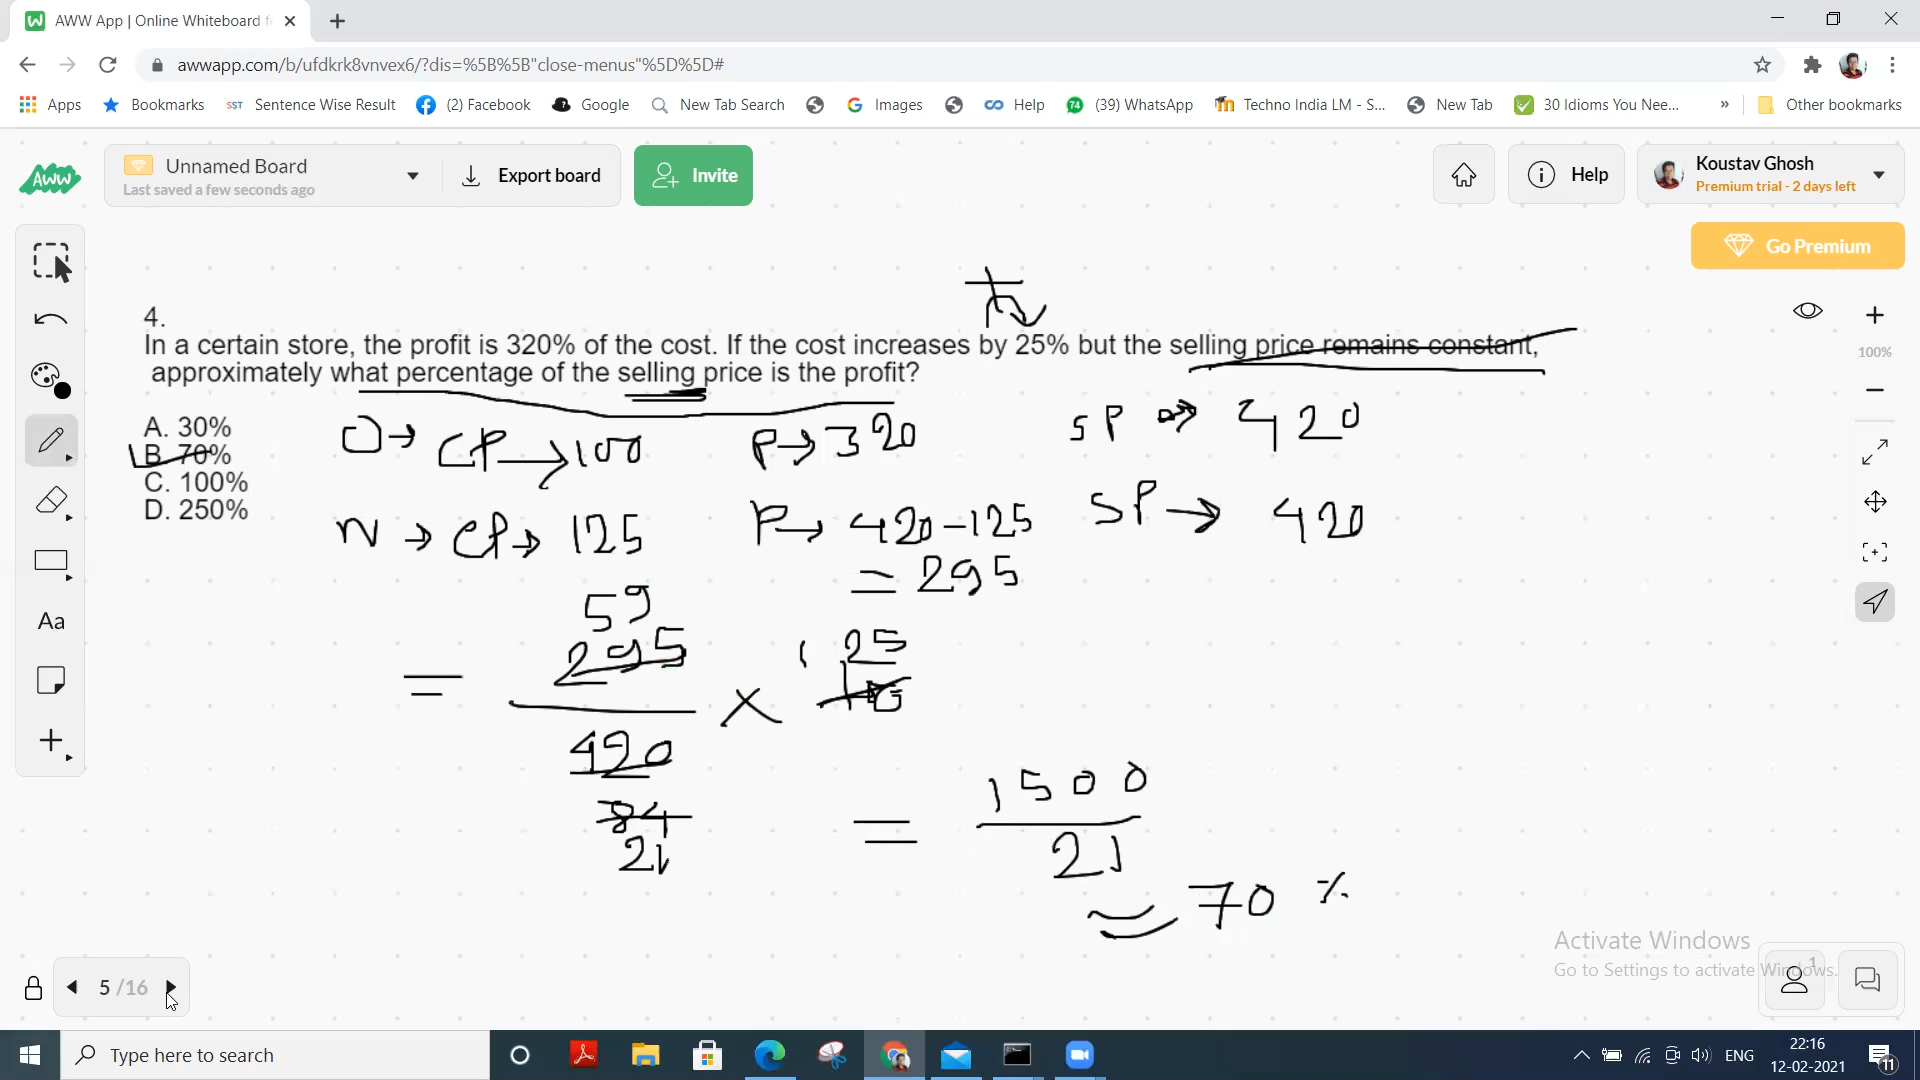 AWW App | Online Whiteboard f
awwapp.com/b/ufdkrk8vnvex6/?dis=%5B%5B"close-menus"%5D%5D#
Apps Bookmarks SST Sentence Wise Result (2) Facebook Google New Tab Search Images Help 74 (39) WhatsApp Techno India LM - S... New Tab 30 Idioms You Nee... » Other bookmarks
AWW
Unnamed Board
Last saved a few seconds ago
Export board
Invite
Help
Koustav Ghosh
Premium trial - 2 days left
Go Premium
4.
In a certain store, the profit is 320% of the cost. If the cost increases by 25% but the selling price remains constant,
approximately what percentage of the selling price is the profit?
100%
A. 30%
B. 70%
C. 100%
D. 250%
O → CP → 100 P → 320 SP → 420
N → CP → 125 P → 420 - 125 SP → 420
= 295
59
= 295 × 25
420
84
21
= 1500
21
= 70 %
Aa
Activate Windows
Go to Settings to activate Windows.
1
5 /16
Type here to search
ENG
22:16
12-02-2021
11